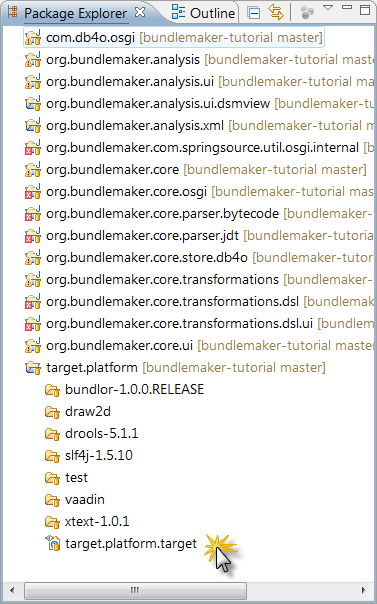 Package Explorer
Outline
com.db4o.osgi [bundlemaker-tutorial master]
org.bundlemaker.analysis [bundlemaker-tutorial mast
org.bundlemaker.analysis.ui [bundlemaker-tutorial m
org.bundlemaker.analysis.ui.dsmview [bundlemaker-
org.bundlemaker.analysis.xml [bundlemaker-tutorial m
org.bundlemaker.com.springsource.util.osgi.internal [b
org.bundlemaker.core [bundlemaker-tutorial master]
org.bundlemaker.core.osgi [bundlemaker-tutorial mas
org.bundlemaker.core.parser.bytecode [bundlemaker
org.bundlemaker.core.parser.jdt [bundlemaker-tutoria
org.bundlemaker.core.store.db4o [bundlemaker-tutor
org.bundlemaker.core.transformations [bundlemaker-
org.bundlemaker.core.transformations.dsl [bundlemak
org.bundlemaker.core.transformations.dsl.ui [bundlem
org.bundlemaker.core.ui [bundlemaker-tutorial master]
target.platform [bundlemaker-tutorial master]
bundlor-1.0.0.RELEASE
draw2d
drools-5.1.1
slf4j-1.5.10
test
vaadin
xtext-1.0.1
target.platform.target